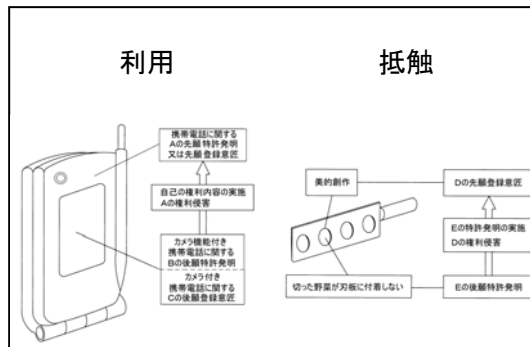 利用
抵触
携帯電話に関する
Aの先願特許発明
又は先願登録意匠
自己の権利内容の実施
Aの権利侵害
カメラ機能付き
携帯電話に関する
Bの後願特許発明
カメラ付き
携帯電話に関する
Cの後願登録意匠
美的創作
Dの先願登録意匠
Eの特許発明の実施
Dの権利侵害
切った野菜が刃板に付着しない
Eの後願特許発明